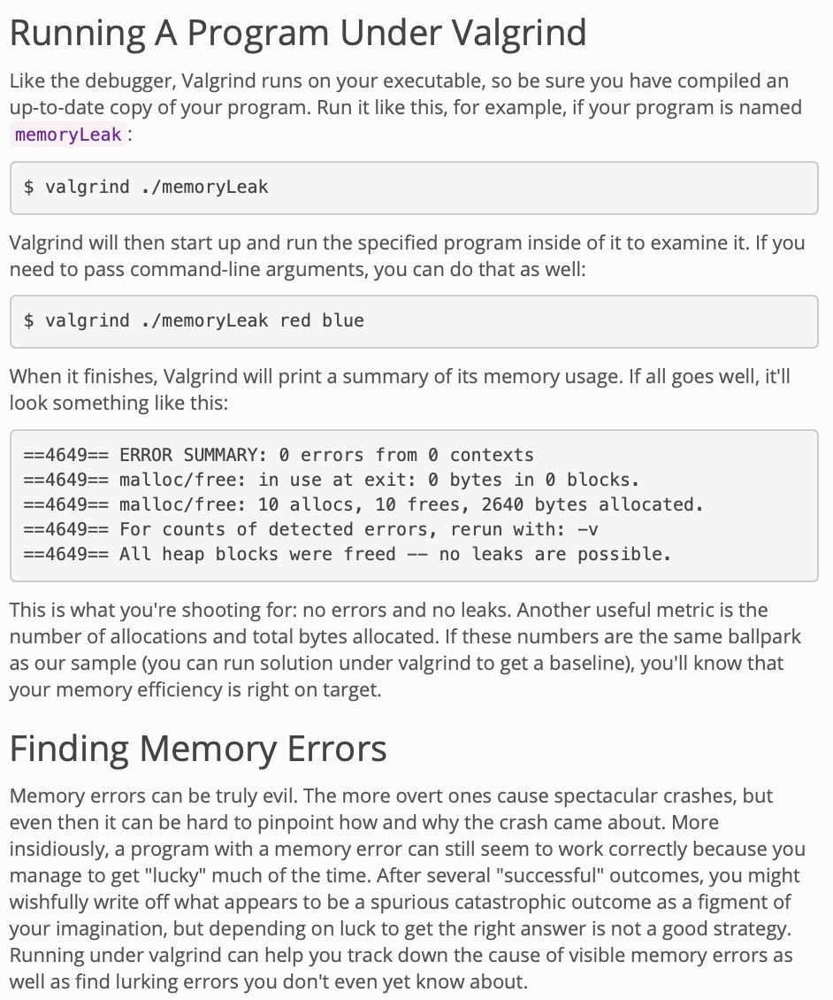 Running A Program Under Valgrind
Like the debugger, Valgrind runs on your executable, so be sure you have compiled an
up-to-date copy of your program. Run it like this, for example, if your program is named
memoryLeak :
$ valgrind ./memoryLeak
Valgrind will then start up and run the specified program inside of it to examine it. If you
need to pass command-line arguments, you can do that as well:
$ valgrind ./memoryLeak red blue
When it finishes, Valgrind will print a summary of its memory usage. If all goes well, it'll
look something like this:
==4649== ERROR SUMMARY: 0 errors from 0 contexts
==4649== malloc/free: in use at exit: 0 bytes in 0 blocks.
==4649== malloc/free: 10 allocs, 10 frees, 2640 bytes allocated.
==4649== For counts of detected errors, rerun with: -v
==4649== All heap blocks were freed -- no leaks are possible.
This is what you're shooting for: no errors and no leaks. Another useful metric is the
number of allocations and total bytes allocated. If these numbers are the same ballpark
as our sample (you can run solution under valgrind to get a baseline), you'll know that
your memory efficiency is right on target.
Finding Memory Errors
Memory errors can be truly evil. The more overt ones cause spectacular crashes, but
even then it can be hard to pinpoint how and why the crash came about. More
insidiously, a program with a memory error can still seem to work correctly because you
manage to get "lucky" much of the time. After several "successful" outcomes, you might
wishfully write off what appears to be a spurious catastrophic outcome as a figment of
your imagination, but depending on luck to get the right answer is not a good strategy.
Running under valgrind can help you track down the cause of visible memory errors as
well as find lurking errors you don't even yet know about.